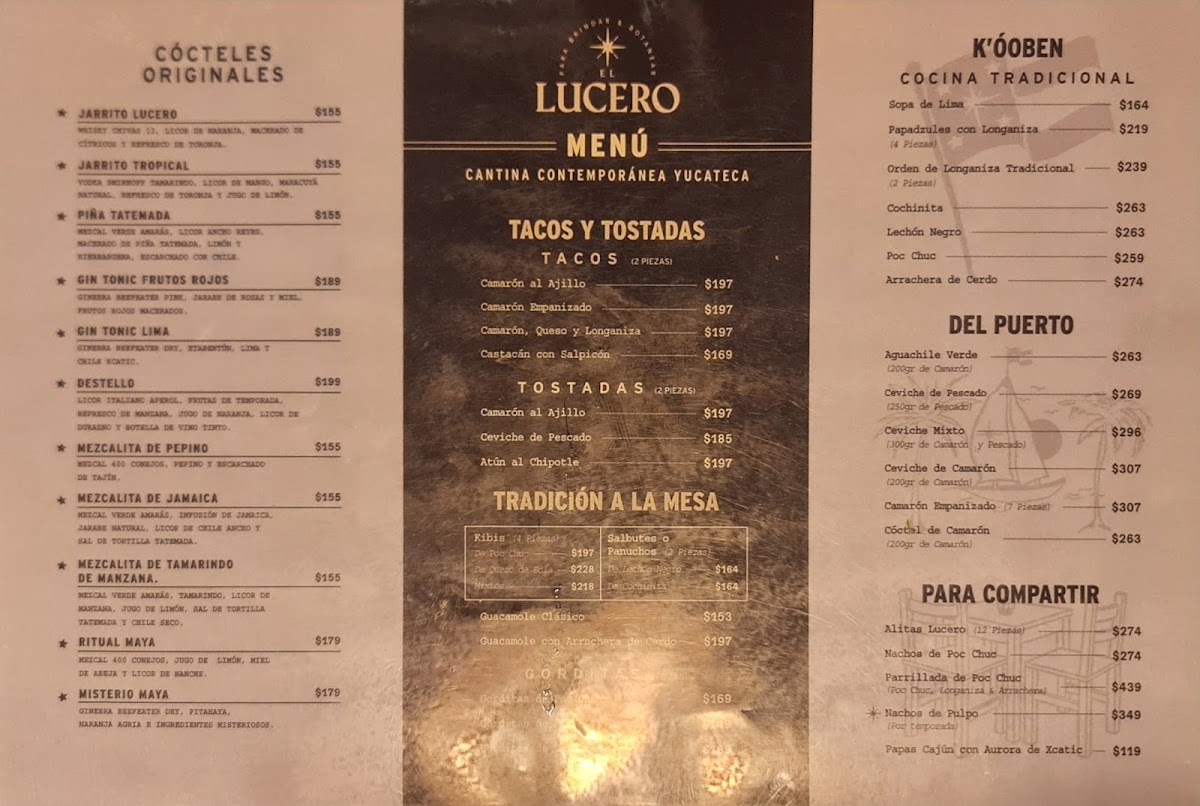 CÓCTELES
ORIGINALES
JARRITO LUCERO $155
WHISKY CHIVAS 12, LICOR DE NARANJA, MACERADO DE
CÍTRICOS Y REFRESCO DE TORONJA.
JARRITO TROPICAL $155
VODKA SMIRNOFF TAMARINDO, LICOR DE MANGO, MARACUYÁ
NATURAL, REFRESCO DE TORONJA Y JUGO DE LIMÓN.
PIÑA TATEMADA $155
MEZCAL VERDE AMARÁS, LICOR ANCHO REYES,
MACERADO DE PIÑA TATEMADA, LIMÓN Y
HIERBABUENA, ESCARCHADO CON CHILE.
GIN TONIC FRUTOS ROJOS $189
GINEBRA BEEFEATER PINK, JARABE DE ROSAS Y MIEL,
FRUTOS ROJOS MACERADOS.
GIN TONIC LIMA $189
GINEBRA BEEFEATER DRY, XTABENTÚN, LIMA Y
CHILE XCATIC.
DESTELLO $199
LICOR ITALIANO APEROL, FRUTAS DE TEMPORADA,
REFRESCO DE MANZANA, JUGO DE NARANJA, LICOR DE
DURAZNO Y BOTELLA DE VINO TINTO.
MEZCALITA DE PEPINO $155
MEZCAL 400 CONEJOS, PEPINO Y ESCARCHADO
DE TAJÍN.
MEZCALITA DE JAMAICA $155
MEZCAL VERDE AMARÁS, INFUSIÓN DE JAMAICA,
JARABE NATURAL, LICOR DE CHILE ANCHO Y
SAL DE TORTILLA TATEMADA.
MEZCALITA DE TAMARINDO
DE MANZANA. $155
MEZCAL VERDE AMARÁS, TAMARINDO, LICOR DE
MANZANA, JUGO DE LIMÓN, SAL DE TORTILLA
TATEMADA Y CHILE SECO.
RITUAL MAYA $179
MEZCAL 400 CONEJOS, JUGO DE LIMÓN, MIEL
DE ABEJA Y LICOR DE NANCHE.
MISTERIO MAYA $179
GINEBRA BEEFEATER DRY, PITAHAYA,
NARANJA AGRIA E INGREDIENTES MISTERIOSOS.
PARA BRINDAR & BOTANEAR
EL
LUCERO
MENÚ
CANTINA CONTEMPORÁNEA YUCATECA
TACOS Y TOSTADAS
TACOS (2 PIEZAS)
Camarón al Ajillo $197
Camarón Empanizado $197
Camarón, Queso y Longaniza $197
Castacán con Salpicón $169
TOSTADAS (2 PIEZAS)
Camarón al Ajillo $197
Ceviche de Pescado $185
Atún al Chipotle $197
TRADICIÓN A LA MESA
Kibis (4 Piezas)
De Poc Chuc $197
De Queso de Bola $228
Mixtos $218
Salbutes o
Panuchos (2 Piezas)
De Lechón Negro $164
De Cochinita $164
Guacamole Clásico $153
Guacamole con Arrachera de Cerdo $197
GORDI
Gorditas de $169
$169
K'ÓOBEN
COCINA TRADICIONAL
Sopa de Lima $164
Papadzules con Longaniza $219
(4 Piezas)
Orden de Longaniza Tradicional $239
(2 Piezas)
Cochinita $263
Lechón Negro $263
Poc Chuc $259
Arrachera de Cerdo $274
DEL PUERTO
Aguachile Verde $263
(200gr de Camarón)
Ceviche de Pescado $269
(250gr de Pescado)
Ceviche Mixto $296
(300gr de Camarón y Pescado)
Ceviche de Camarón $307
(200gr de Camarón)
Camarón Empanizado (7 Piezas) $307
Cóctel de Camarón $263
(200gr de Camarón)
PARA COMPARTIR
Alitas Lucero (12 Piezas) $274
Nachos de Poc Chuc $274
Parrillada de Poc Chuc
(Poc Chuc, Longaniza & Arrachera) $439
Nachos de Pulpo $349
(Por temporada)
Papas Cajún con Aurora de Xcatic $119